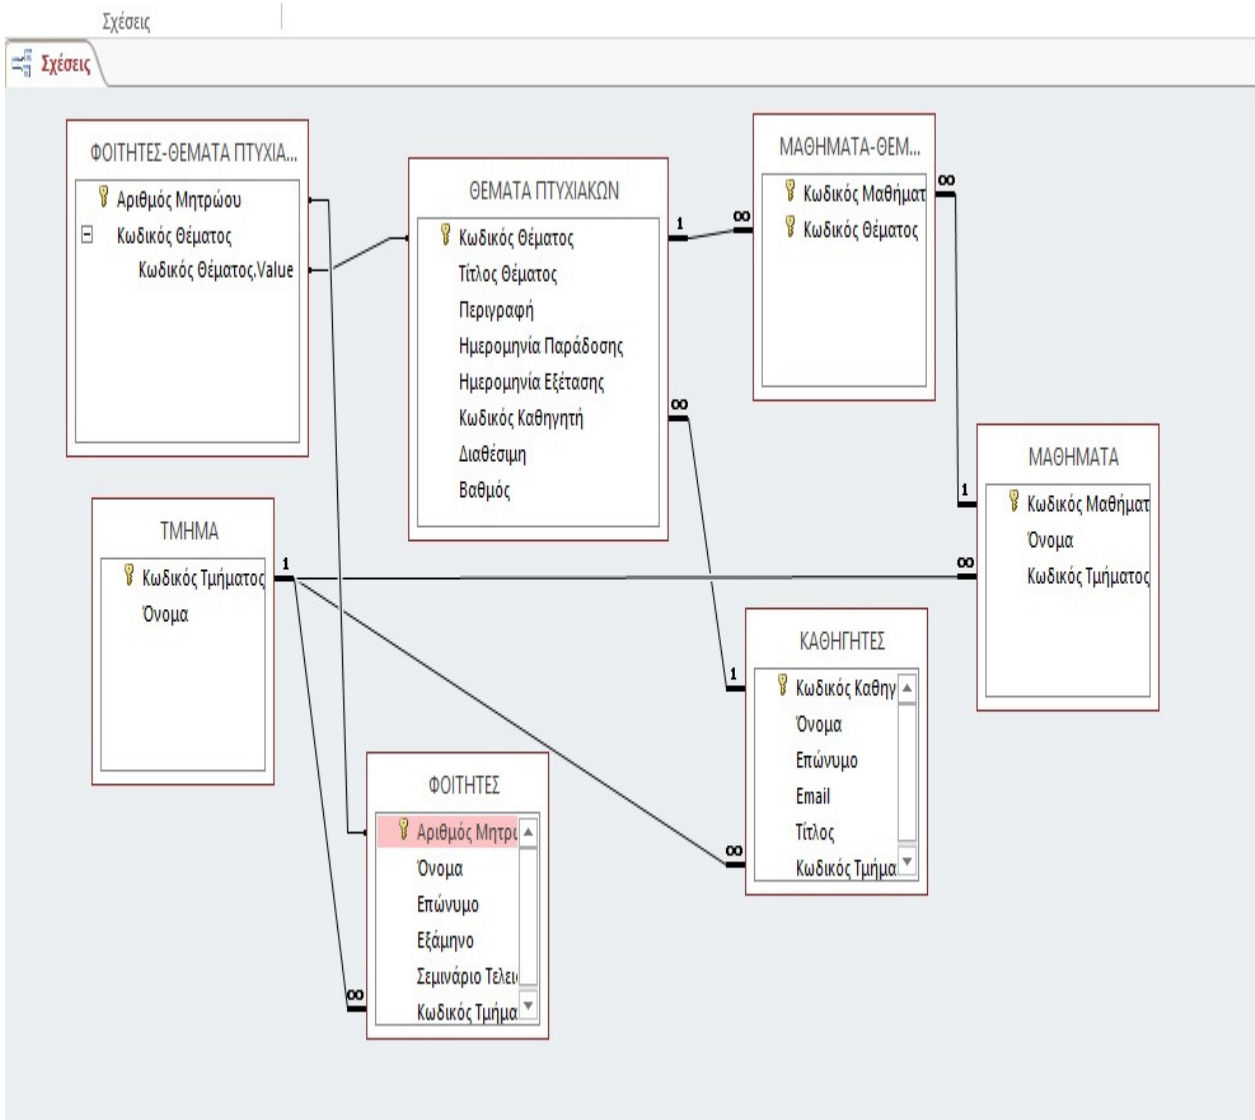 Σχέσεις
Σχέσεις
ΦΟΙΤΗΤΕΣ-ΘΕΜΑΤΑ ΠΤΥΧΙΑ...
Αριθμός Μητρώου
Κωδικός Θέματος
Κωδικός Θέματος.Value
ΘΕΜΑΤΑ ΠΤΥΧΙΑΚΩΝ
Κωδικός Θέματος
Τίτλος Θέματος
Περιγραφή
Ημερομηνία Παράδοσης
Ημερομηνία Εξέτασης
Κωδικός Καθηγητή
Διαθέσιμη
Βαθμός
1
∞
∞
ΜΑΘΗΜΑΤΑ-ΘΕΜ...
Κωδικός Μαθήματ
Κωδικός Θέματος
∞
1
∞
ΜΑΘΗΜΑΤΑ
Κωδικός Μαθήματ
Όνομα
Κωδικός Τμήματος
ΤΜΗΜΑ
Κωδικός Τμήματος
Όνομα
1
ΚΑΘΗΓΗΤΕΣ
Κωδικός Καθηγ
Όνομα
Επώνυμο
Email
Τίτλος
Κωδικός Τμήμα
1
∞
ΦΟΙΤΗΤΕΣ
Αριθμός Μητρι
Όνομα
Επώνυμο
Εξάμηνο
Σεμινάριο Τελει
Κωδικός Τμήμα
∞